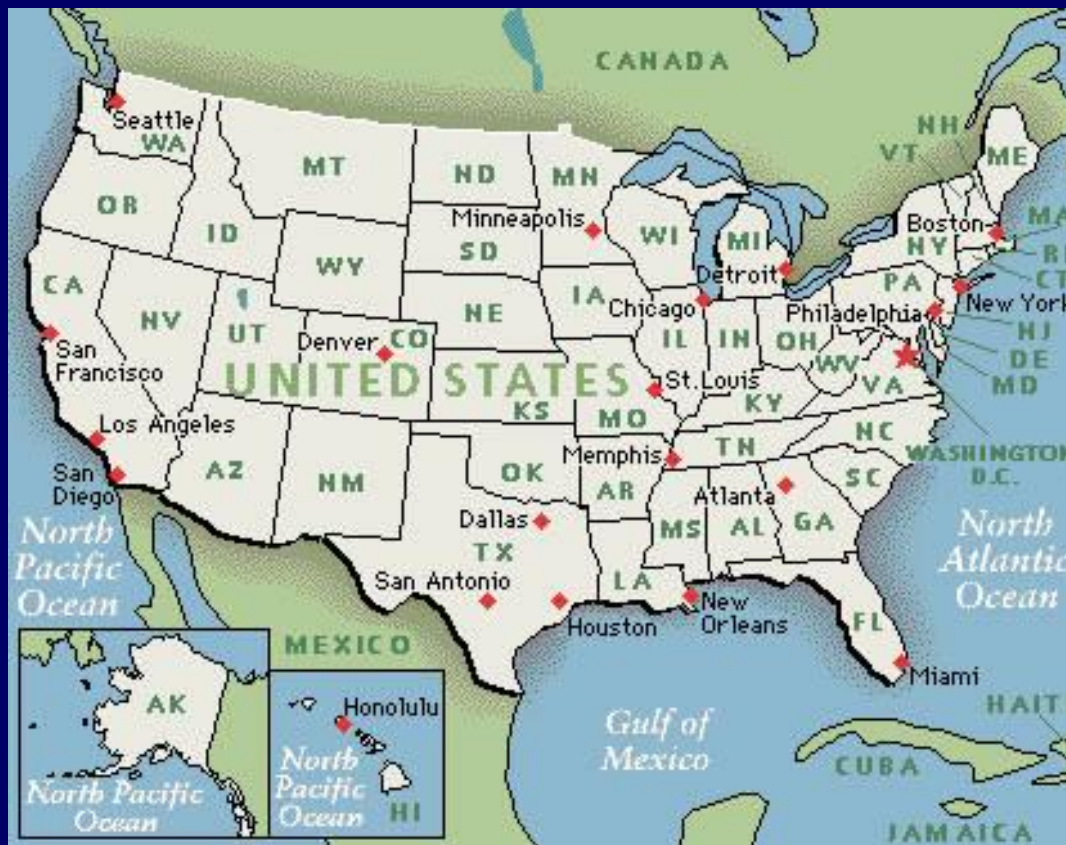 CANADA
NH
VT
ME
Seattle
WA
MT
ND
MN
OR
Minneapolis
Boston
MA
ID
SD
WI
MI
NY
RI
WY
Detroit
CT
CA
IA
PA
NV
NE
Chicago
New York
UT
Denver
CO
IL
IN
OH
Philadelphia
NJ
San
Francisco
WV
DE
UNITED STATES
St.Louis
VA
MD
KS
MO
KY
Los Angeles
NC
TN
WASHINGTON
D.C.
San
Diego
AZ
NM
OK
Memphis
AR
SC
Atlanta
Dallas
MS
AL
GA
North
Pacific
Ocean
TX
North
Atlantic
Ocean
San Antonio
LA
New
Orleans
Houston
FL
MEXICO
Miami
AK
Honolulu
Gulf of
Mexico
HAIT
North
Pacific
Ocean
CUBA
North Pacific
Ocean
HI
JAMAICA